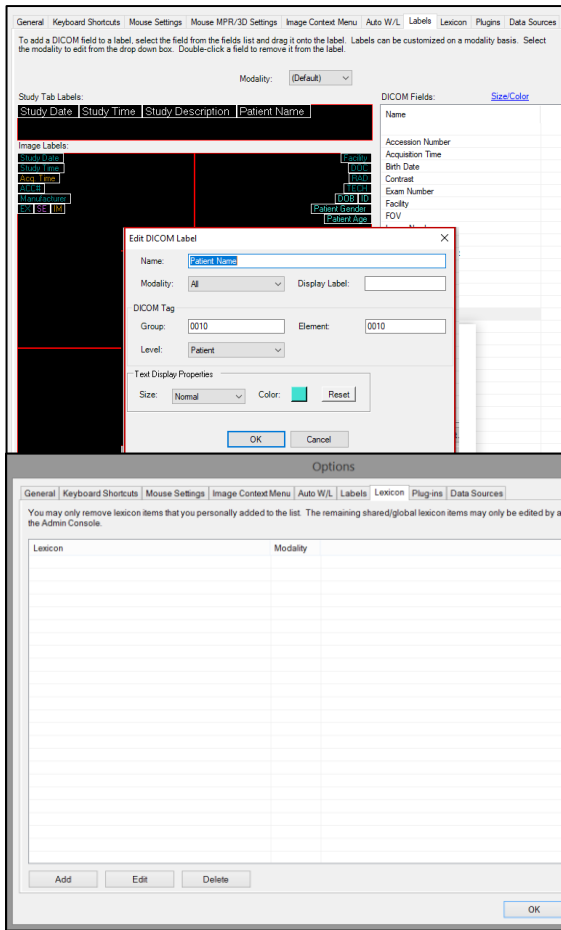 General Keyboard Shortcuts Mouse Settings Mouse MPR/3D Settings Image Context Menu Auto W/L Labels Lexicon Plugins Data Sources
To add a DICOM field to a label, select the field from the fields list and drag it onto the label. Labels can be customized on a modality basis. Select
the modality to edit from the drop down box. Double-click a field to remove it from the label.
Modality: (Default)
Study Tab Labels: DICOM Fields: Size/Color
Study Date Study Time Study Description Patient Name
Name
Image Labels:
Accession Number
Study Date Facility
Acquisition Time
Study Time DOC
Birth Date
Acq. Time RAD
Contrast
ACC# TECH
Exam Number
Manufacturer DOB ID
Facility
EX SE IM Patient Gender
FOV
Patient Age
Edit DICOM Label
Name: Patient Name
Modality: All Display Label:
DICOM Tag
Group: 0010 Element: 0010
Level: Patient
Text Display Properties
Size: Normal Color: Reset
OK Cancel
Options
General Keyboard Shortcuts Mouse Settings Image Context Menu Auto W/L Labels Lexicon Plug-ins Data Sources
You may only remove lexicon items that you personally added to the list. The remaining shared/global lexicon items may only be edited by a
the Admin Console.
Lexicon Modality
Add Edit Delete
OK